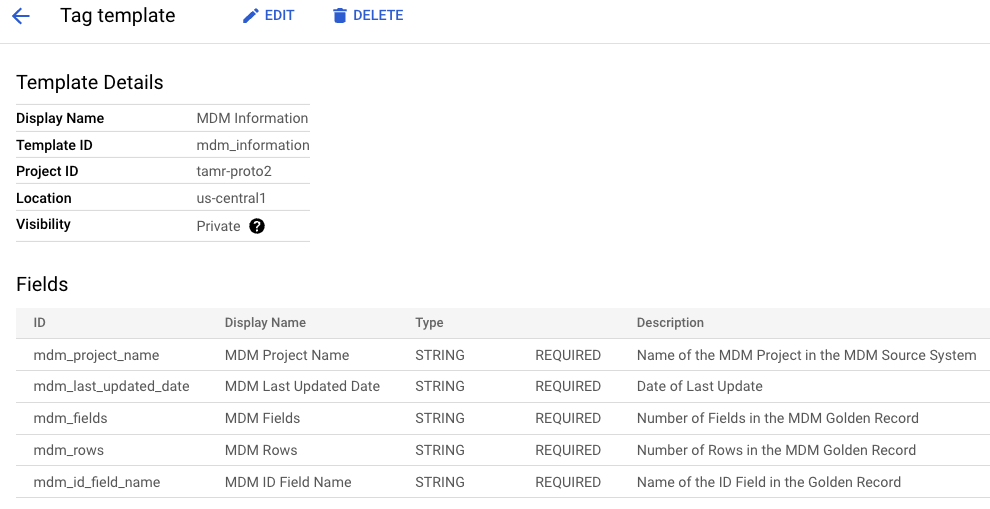 Tag template EDIT DELETE
Template Details
Display Name MDM Information
Template ID mdm_information
Project ID tamr-proto2
Location us-central1
Visibility Private ?
Fields
ID Display Name Type Description
mdm_project_name MDM Project Name STRING REQUIRED Name of the MDM Project in the MDM Source System
mdm_last_updated_date MDM Last Updated Date STRING REQUIRED Date of Last Update
mdm_fields MDM Fields STRING REQUIRED Number of Fields in the MDM Golden Record
mdm_rows MDM Rows STRING REQUIRED Number of Rows in the MDM Golden Record
mdm_id_field_name MDM ID Field Name STRING REQUIRED Name of the ID Field in the Golden Record